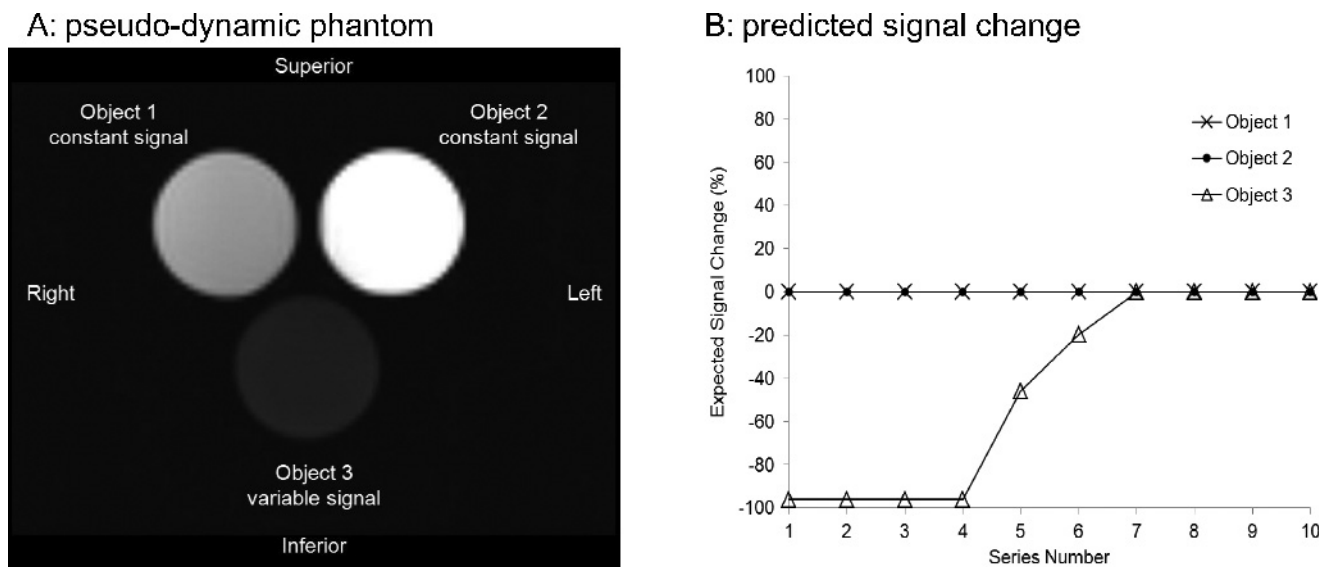 A: pseudo-dynamic phantom
Superior
Object 1
constant signal
Object 2
constant signal
Right
Left
Object 3
variable signal
Inferior
B: predicted signal change
Expected Signal Change (%)
100
80
60
40
20
0
-20
-40
-60
-80
-100
Object 1
Object 2
Object 3
1 2 3 4 5 6 7 8 9 10
Series Number